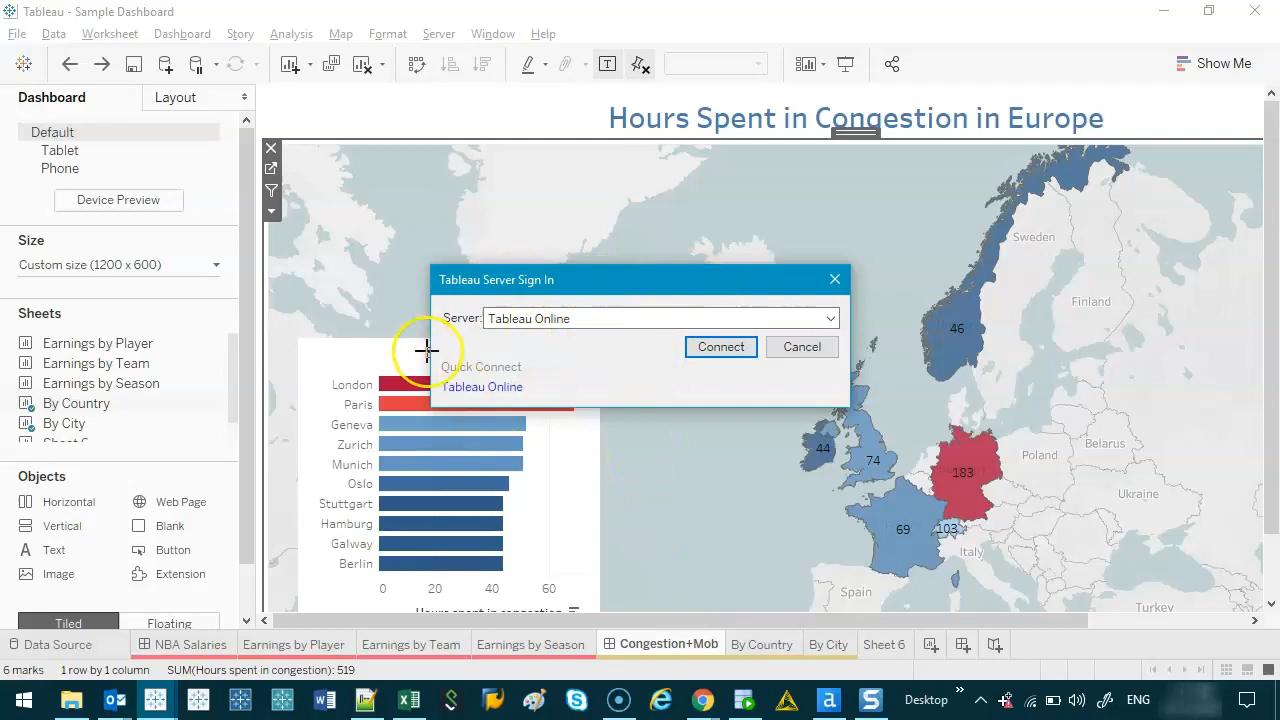 Tableau - Sample Dashboard
File Data Worksheet Dashboard Story Analysis Map Format Server Window Help
Show Me
Dashboard Layout
Default
Tablet
Phone
Device Preview
Size
Custom size (1200 x 600)
Sheets
Earnings by Player
Earnings by Team
Earnings by Season
By Country
By City
Objects
Horizontal Web Page
Vertical Blank
Text Button
Image Extension
Tiled Floating
Hours Spent in Congestion in Europe
Tableau Server Sign In
Server: Tableau Online
Connect Cancel
Quick Connect
Tableau Online
London
Paris
Geneva
Zurich
Munich
Oslo
Stuttgart
Hamburg
Galway
Berlin
0 20 40 60
Hours spent in congestion
Sweden
Finland
46
Belarus
44
74
Poland
183
Ukraine
69
103
Italy
Spain
Turkey
Data Source NBA Salaries Earnings by Player Earnings by Team Earnings by Season Congestion+Mob By Country By City Sheet 6
6 marks 1 row by 1 column SUM(Hours spent in congestion): 519
Desktop ENG